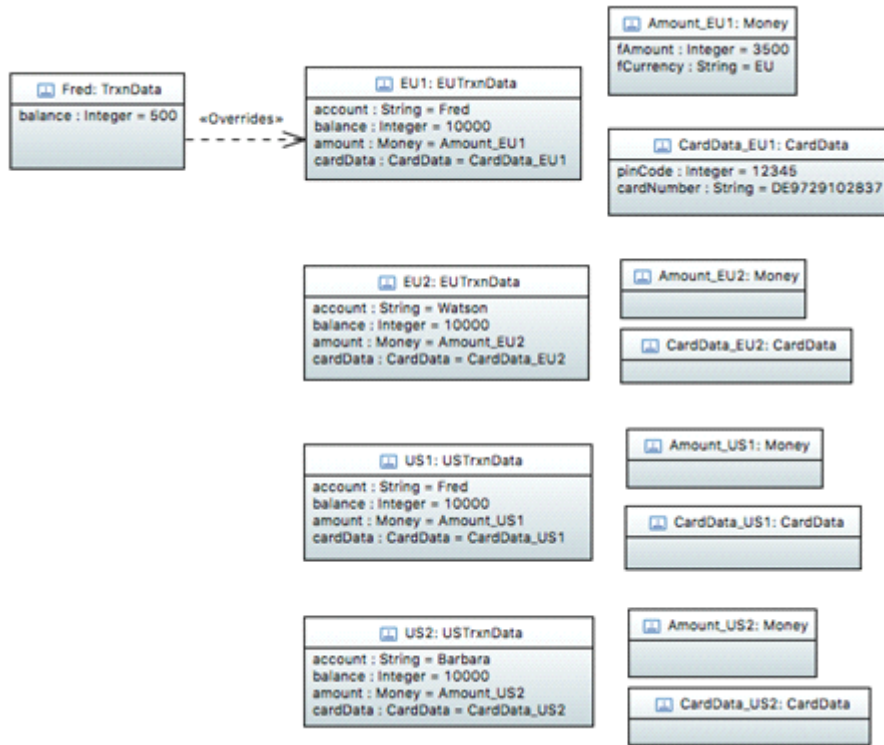 Amount_EU1: Money
fAmount : Integer = 3500
fCurrency : String = EU
Fred: TrxnData
balance : Integer = 500
«Overrides»
EU1: EUTrxnData
account : String = Fred
balance : Integer = 10000
amount : Money = Amount_EU1
cardData : CardData = CardData_EU1
CardData_EU1: CardData
pinCode : Integer = 12345
cardNumber : String = DE9729102837
EU2: EUTrxnData
account : String = Watson
balance : Integer = 10000
amount : Money = Amount_EU2
cardData : CardData = CardData_EU2
Amount_EU2: Money
CardData_EU2: CardData
US1: USTrxnData
account : String = Fred
balance : Integer = 10000
amount : Money = Amount_US1
cardData : CardData = CardData_US1
Amount_US1: Money
CardData_US1: CardData
US2: USTrxnData
account : String = Barbara
balance : Integer = 10000
amount : Money = Amount_US2
cardData : CardData = CardData_US2
Amount_US2: Money
CardData_US2: CardData